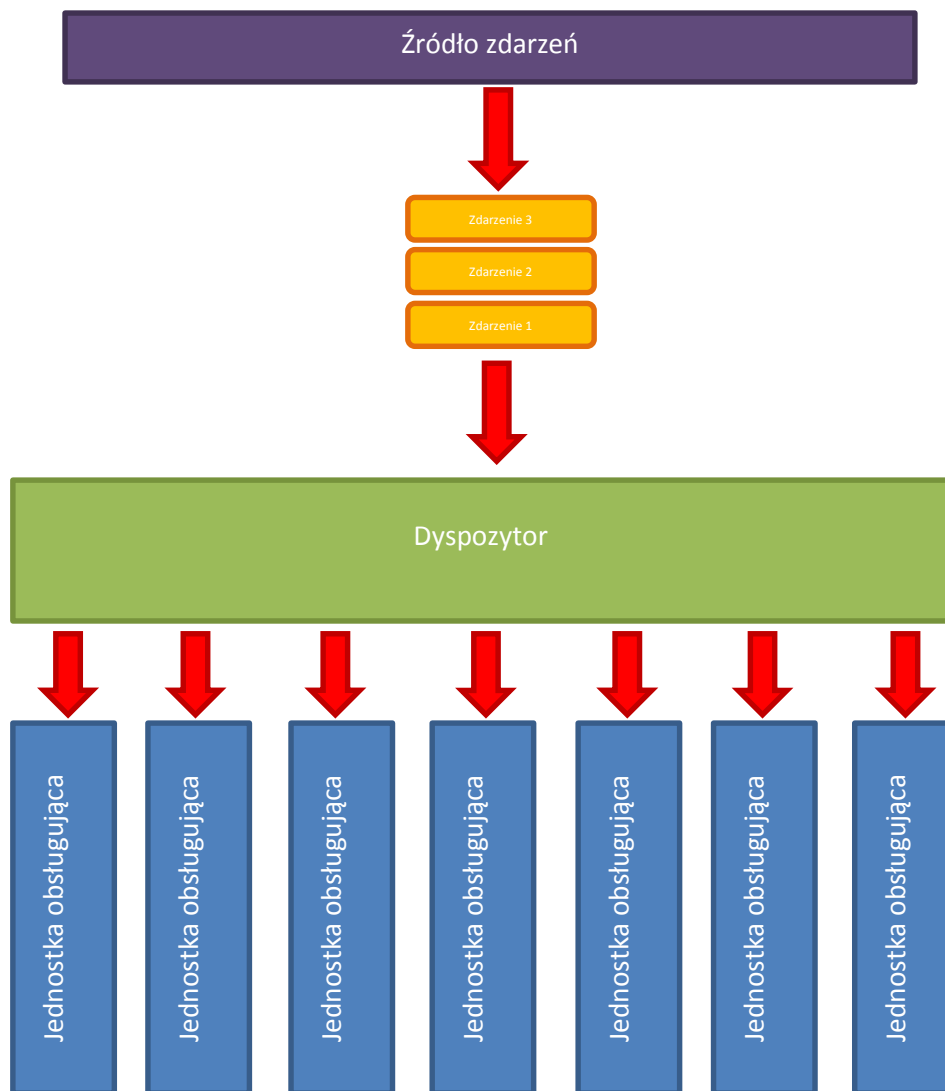 Źródło zdarzeń
Zdarzenie 3
Zdarzenie 2
Zdarzenie 1
Dyspozytor
Jednostka obsługująca
Jednostka obsługująca
Jednostka obsługująca
Jednostka obsługująca
Jednostka obsługująca
Jednostka obsługująca
Jednostka obsługująca